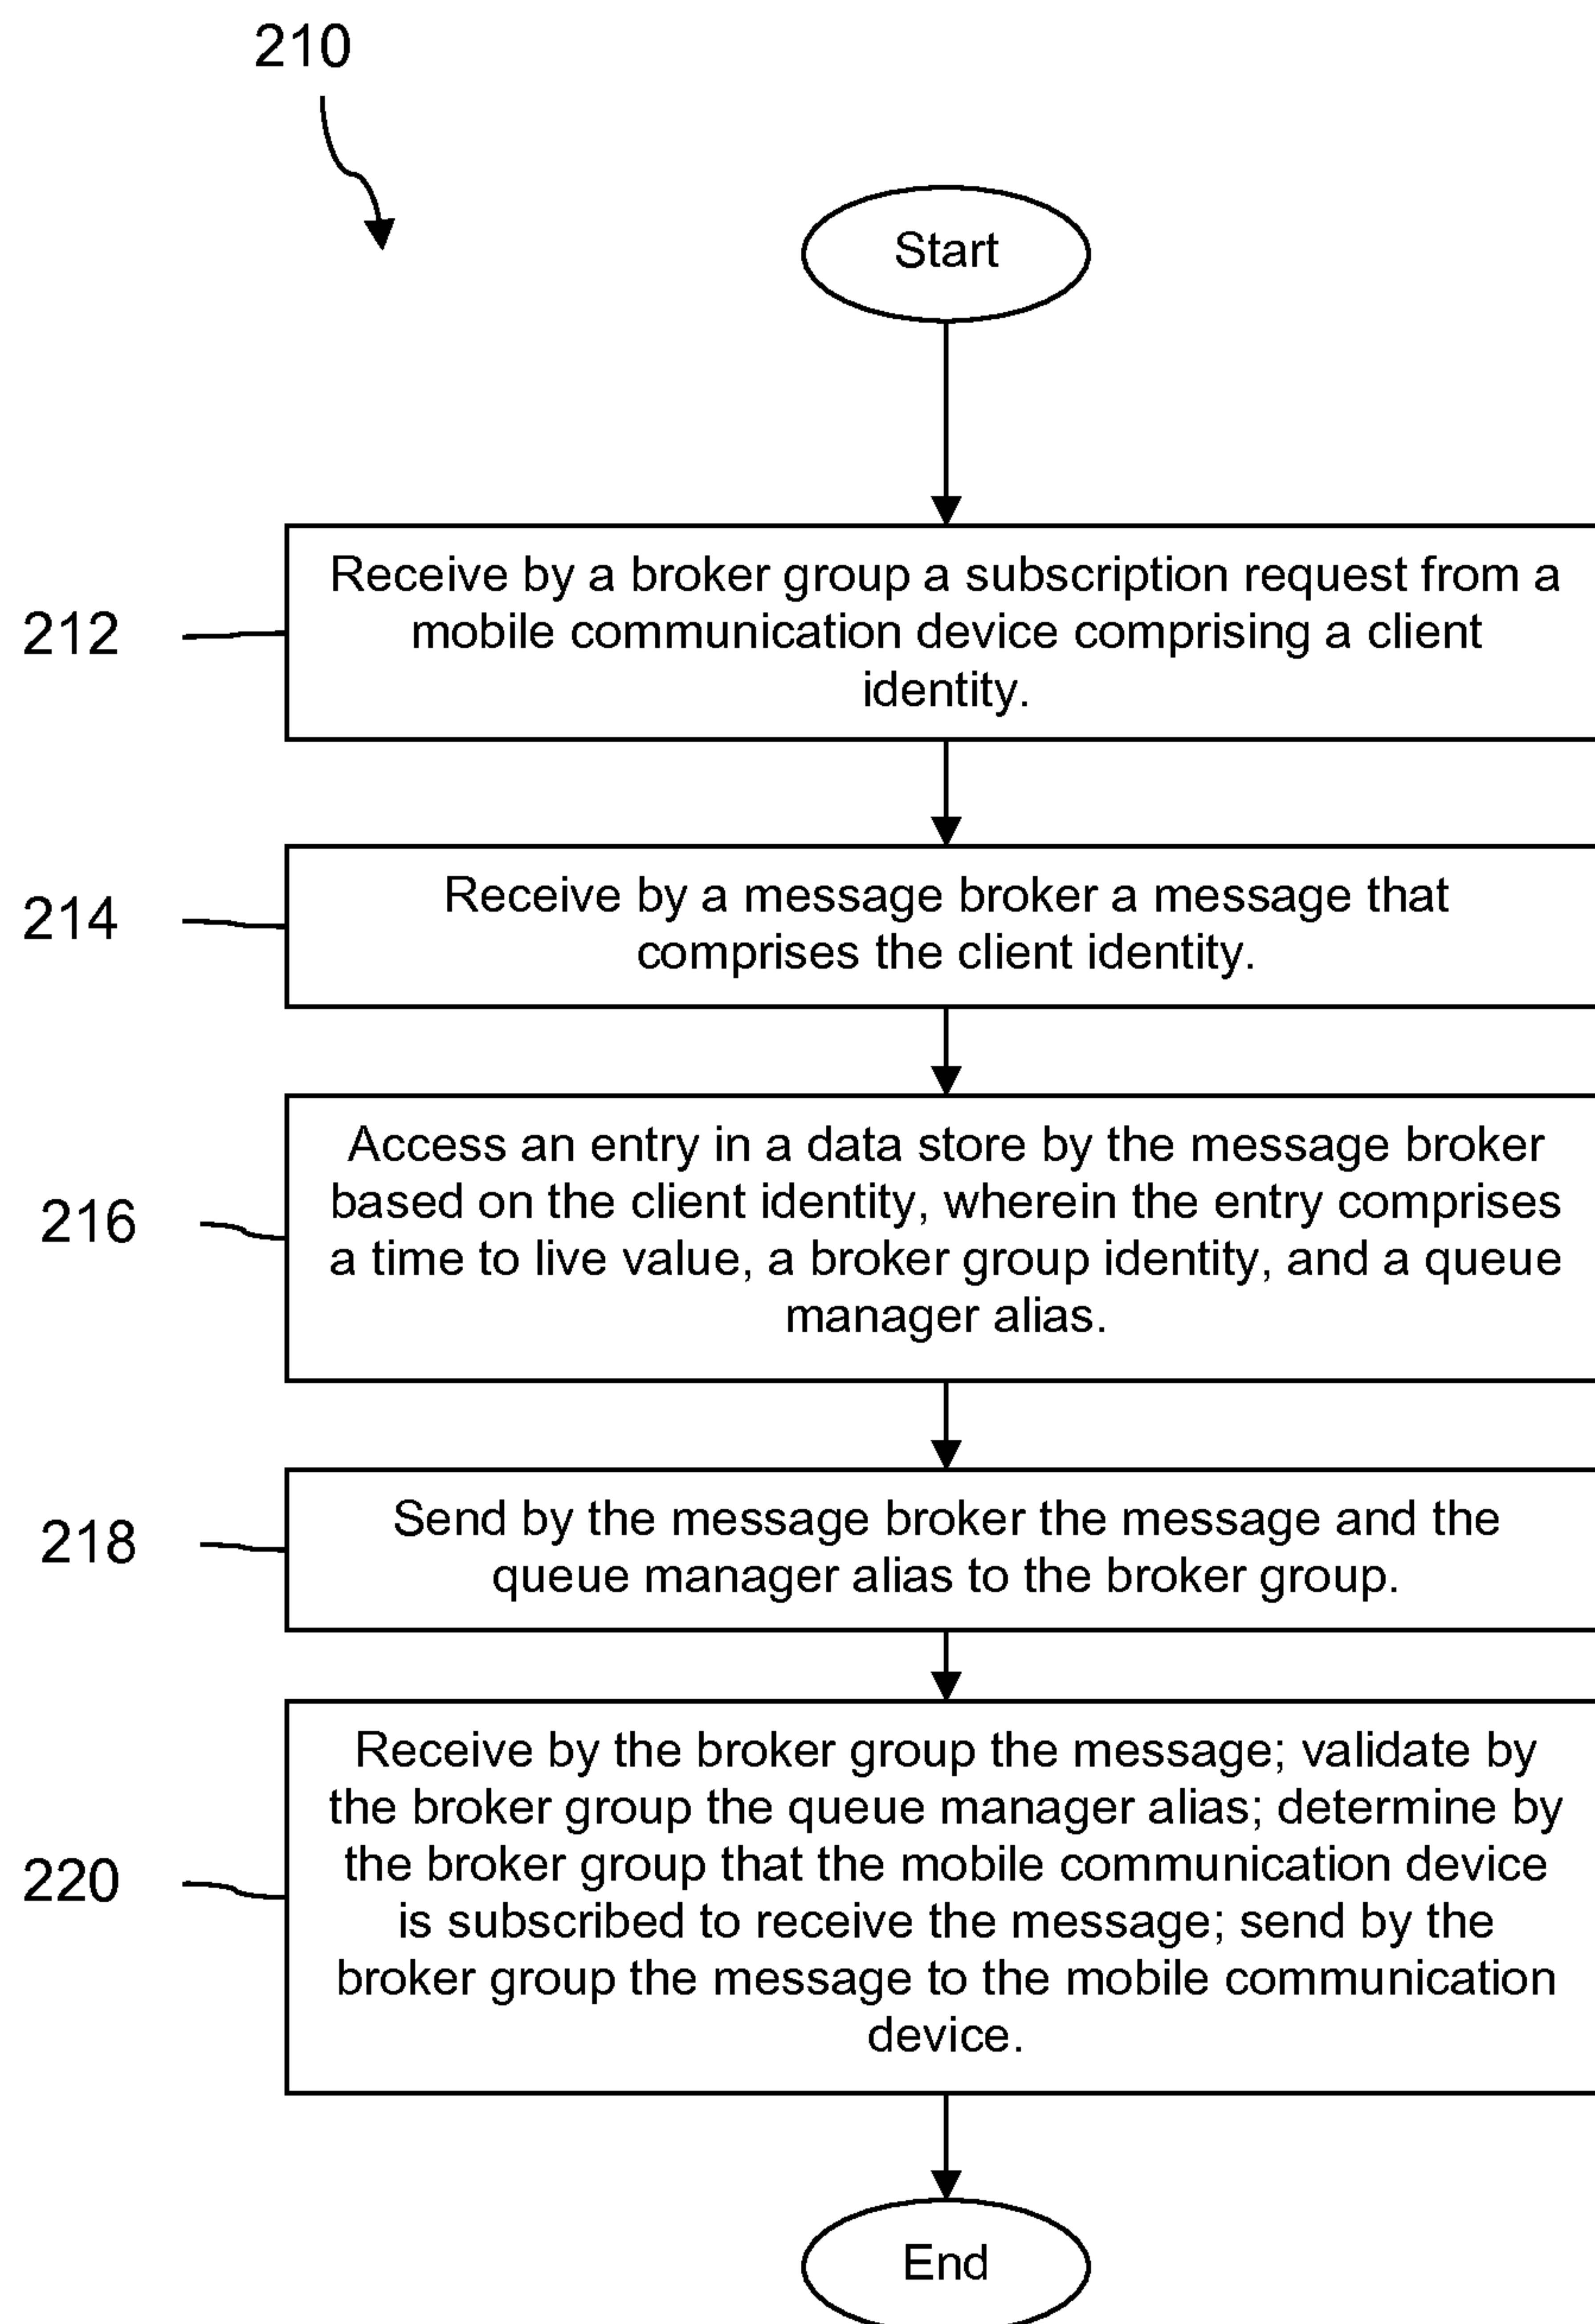 210
Start
212
Receive by a broker group a subscription request from a
mobile communication device comprising a client
identity.
214
Receive by a message broker a message that
comprises the client identity.
216
Access an entry in a data store by the message broker
based on the client identity, wherein the entry comprises
a time to live value, a broker group identity, and a queue
manager alias.
218
Send by the message broker the message and the
queue manager alias to the broker group.
220
Receive by the broker group the message; validate by
the broker group the queue manager alias; determine by
the broker group that the mobile communication device
is subscribed to receive the message; send by the
broker group the message to the mobile communication
device.
End